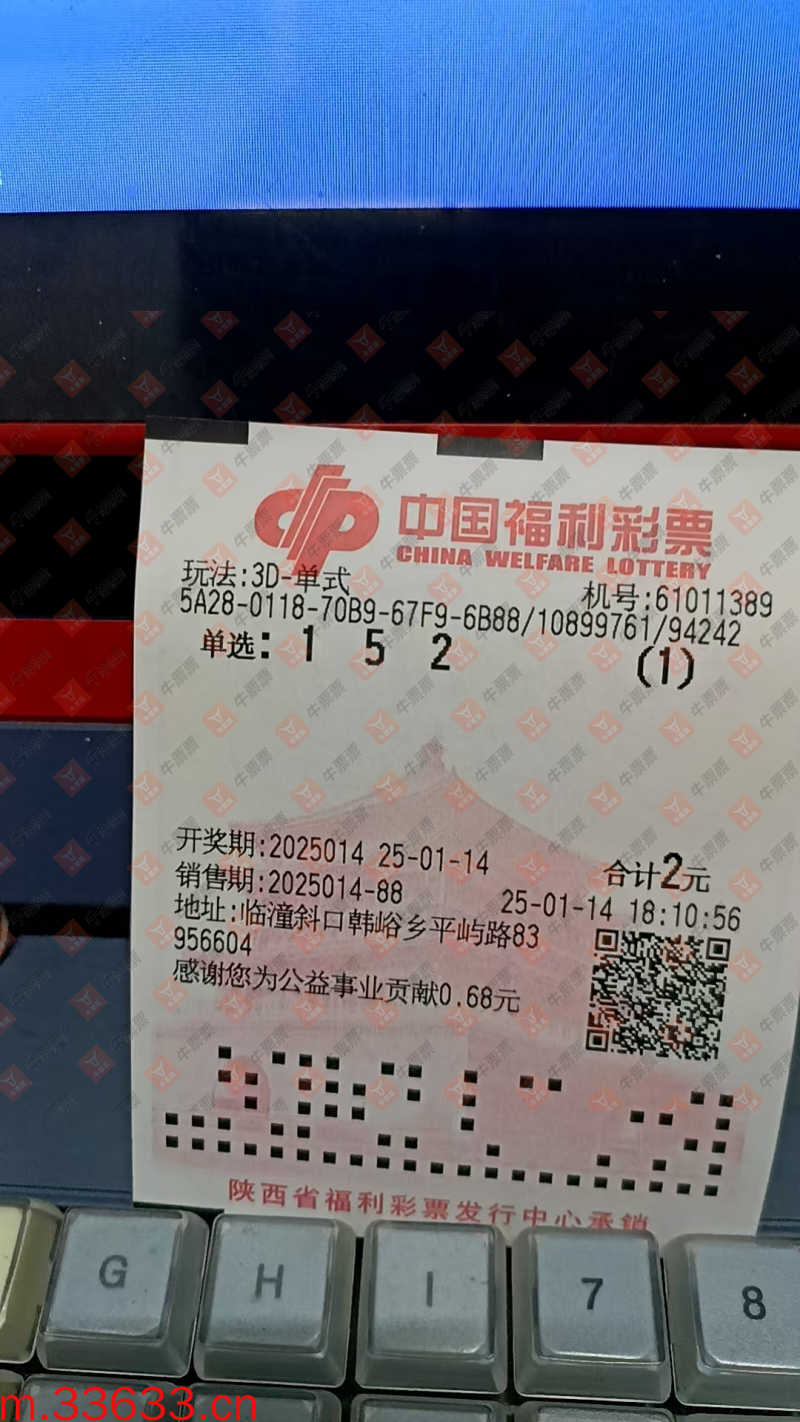 中国福利彩票
CHINA WELFARE LOTTERY
玩法:3D-单式 机号:61011389
5A28-0118-70B9-67F9-6B88/10899761/94242
单选: 1 5 2 (1)
开奖期:2025014 25-01-14 合计2元
销售期:2025014-88 25-01-14 18:10:56
地址:临潼斜口韩峪乡平屿路83
956604
感谢您为公益事业贡献0.68元
陕西省福利彩票发行中心承销
G H I 7 8
m.33633.cn
牛票票